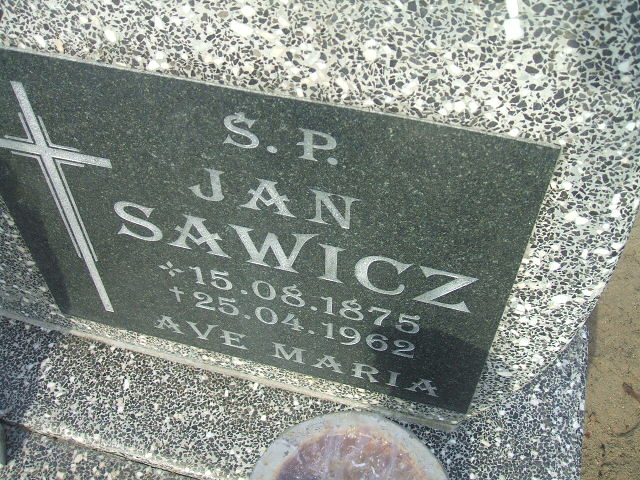 Ś.P.
JAN
SAWICZ
15.08.1875
✝25.04.1962
AVE MARIA